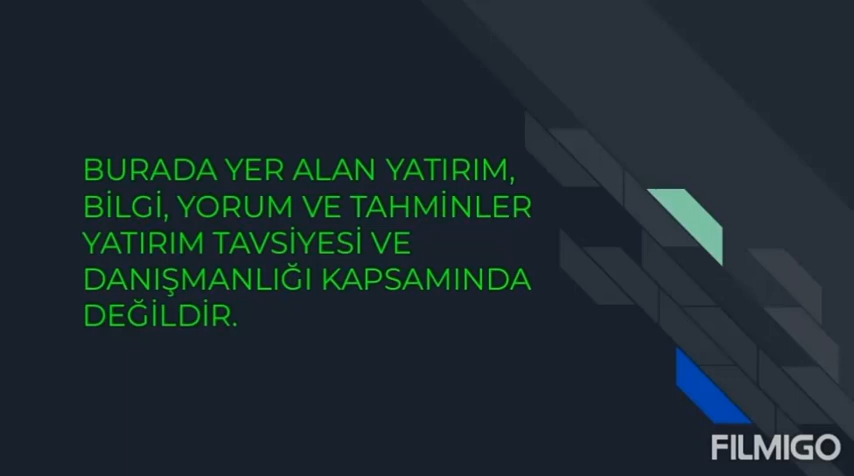 BURADA YER ALAN YATIRIM,
BİLGİ, YORUM VE TAHMİNLER
YATIRIM TAVSİYESİ VE
DANIŞMANLIĞI KAPSAMINDA
DEĞİLDİR.
FILMIGO